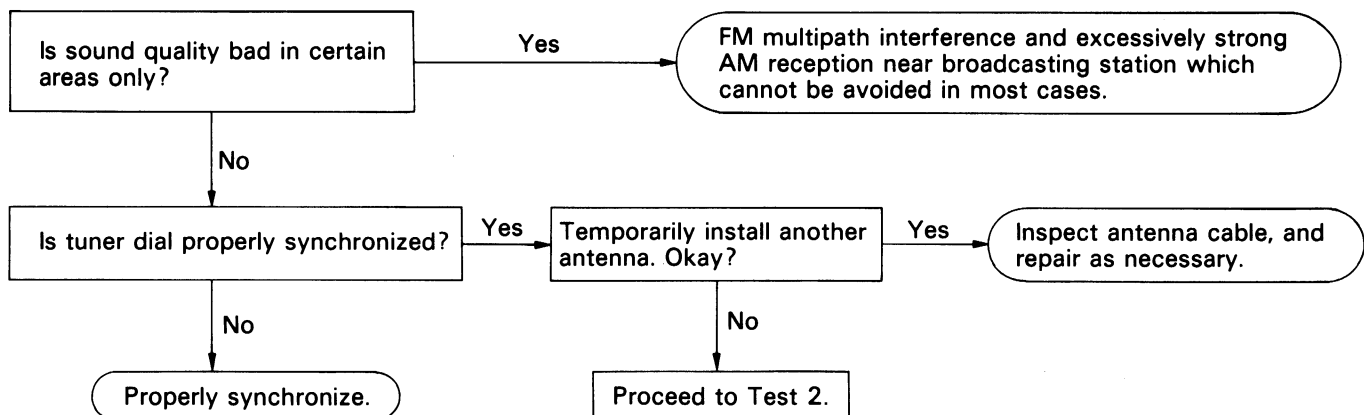 Is sound quality bad in certain
areas only?
Yes
FM multipath interference and excessively strong
AM reception near broadcasting station which
cannot be avoided in most cases.
No
Is tuner dial properly synchronized?
Yes
Temporarily install another
antenna. Okay?
Yes
Inspect antenna cable, and
repair as necessary.
No
No
Properly synchronize.
Proceed to Test 2.